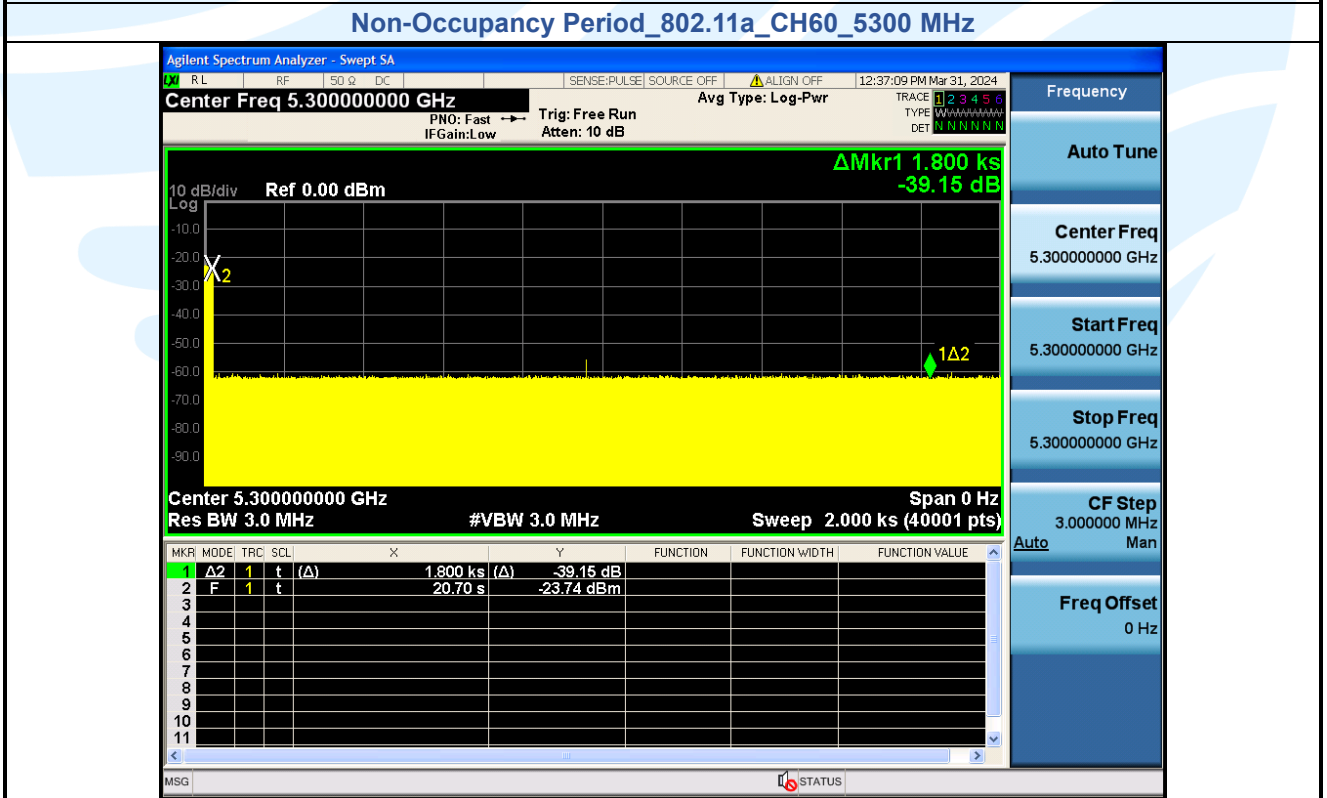 Non-Occupancy Period_802.11a_CH60_5300 MHz
Agilent Spectrum Analyzer - Swept SA
LXI RL RF 50 Ω DC SENSE:PULSE SOURCE OFF ⚠ALIGN OFF 12:37:09 PM Mar 31, 2024
Center Freq 5.300000000 GHz
PNO: Fast
IFGain:Low
Trig: Free Run
Atten: 10 dB
Avg Type: Log-Pwr
TRACE 1 2 3 4 5 6
TYPE WWWWWW
DET N N N N N N
ΔMkr1 1.800 ks
-39.15 dB
10 dB/div
Log
Ref 0.00 dBm
-10.0
-20.0
-30.0
-40.0
-50.0
-60.0
-70.0
-80.0
-90.0
X2
1Δ2
Center 5.300000000 GHz Span 0 Hz
Res BW 3.0 MHz #VBW 3.0 MHz Sweep 2.000 ks (40001 pts)
MKR MODE TRC SCL X Y FUNCTION FUNCTION WIDTH FUNCTION VALUE
1 Δ2 1 t (Δ) 1.800 ks (Δ) -39.15 dB
2 F 1 t 20.70 s -23.74 dBm
3
4
5
6
7
8
9
10
11
MSG STATUS
Frequency
Auto Tune
Center Freq
5.300000000 GHz
Start Freq
5.300000000 GHz
Stop Freq
5.300000000 GHz
CF Step
3.000000 MHz
Auto Man
Freq Offset
0 Hz